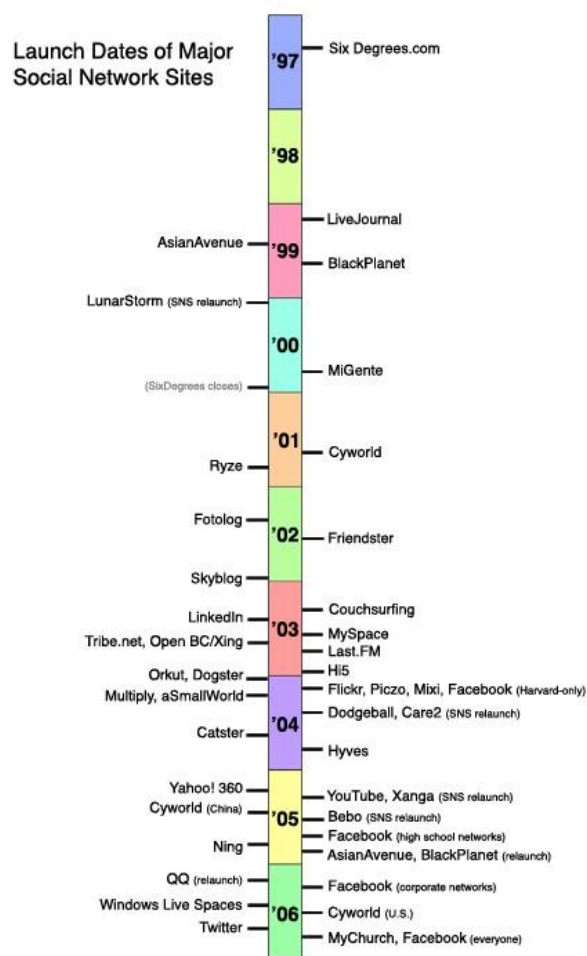 Launch Dates of Major
Social Network Sites
'97
Six Degrees.com
'98
LiveJournal
AsianAvenue
'99
BlackPlanet
LunarStorm (SNS relaunch)
'00
MiGente
(SixDegrees closes)
'01
Cyworld
Ryze
Fotolog
'02
Friendster
Skyblog
Couchsurfing
LinkedIn
'03
MySpace
Tribe.net, Open BC/Xing
Last.FM
Hi5
Orkut, Dogster
Flickr, Piczo, Mixi, Facebook (Harvard-only)
Multiply, aSmallWorld
Dodgeball, Care2 (SNS relaunch)
'04
Catster
Hyves
Yahoo! 360
YouTube, Xanga (SNS relaunch)
Cyworld (China)
'05
Bebo (SNS relaunch)
Facebook (high school networks)
Ning
AsianAvenue, BlackPlanet (relaunch)
QQ (relaunch)
Facebook (corporate networks)
Windows Live Spaces
'06
Cyworld (U.S.)
Twitter
MyChurch, Facebook (everyone)